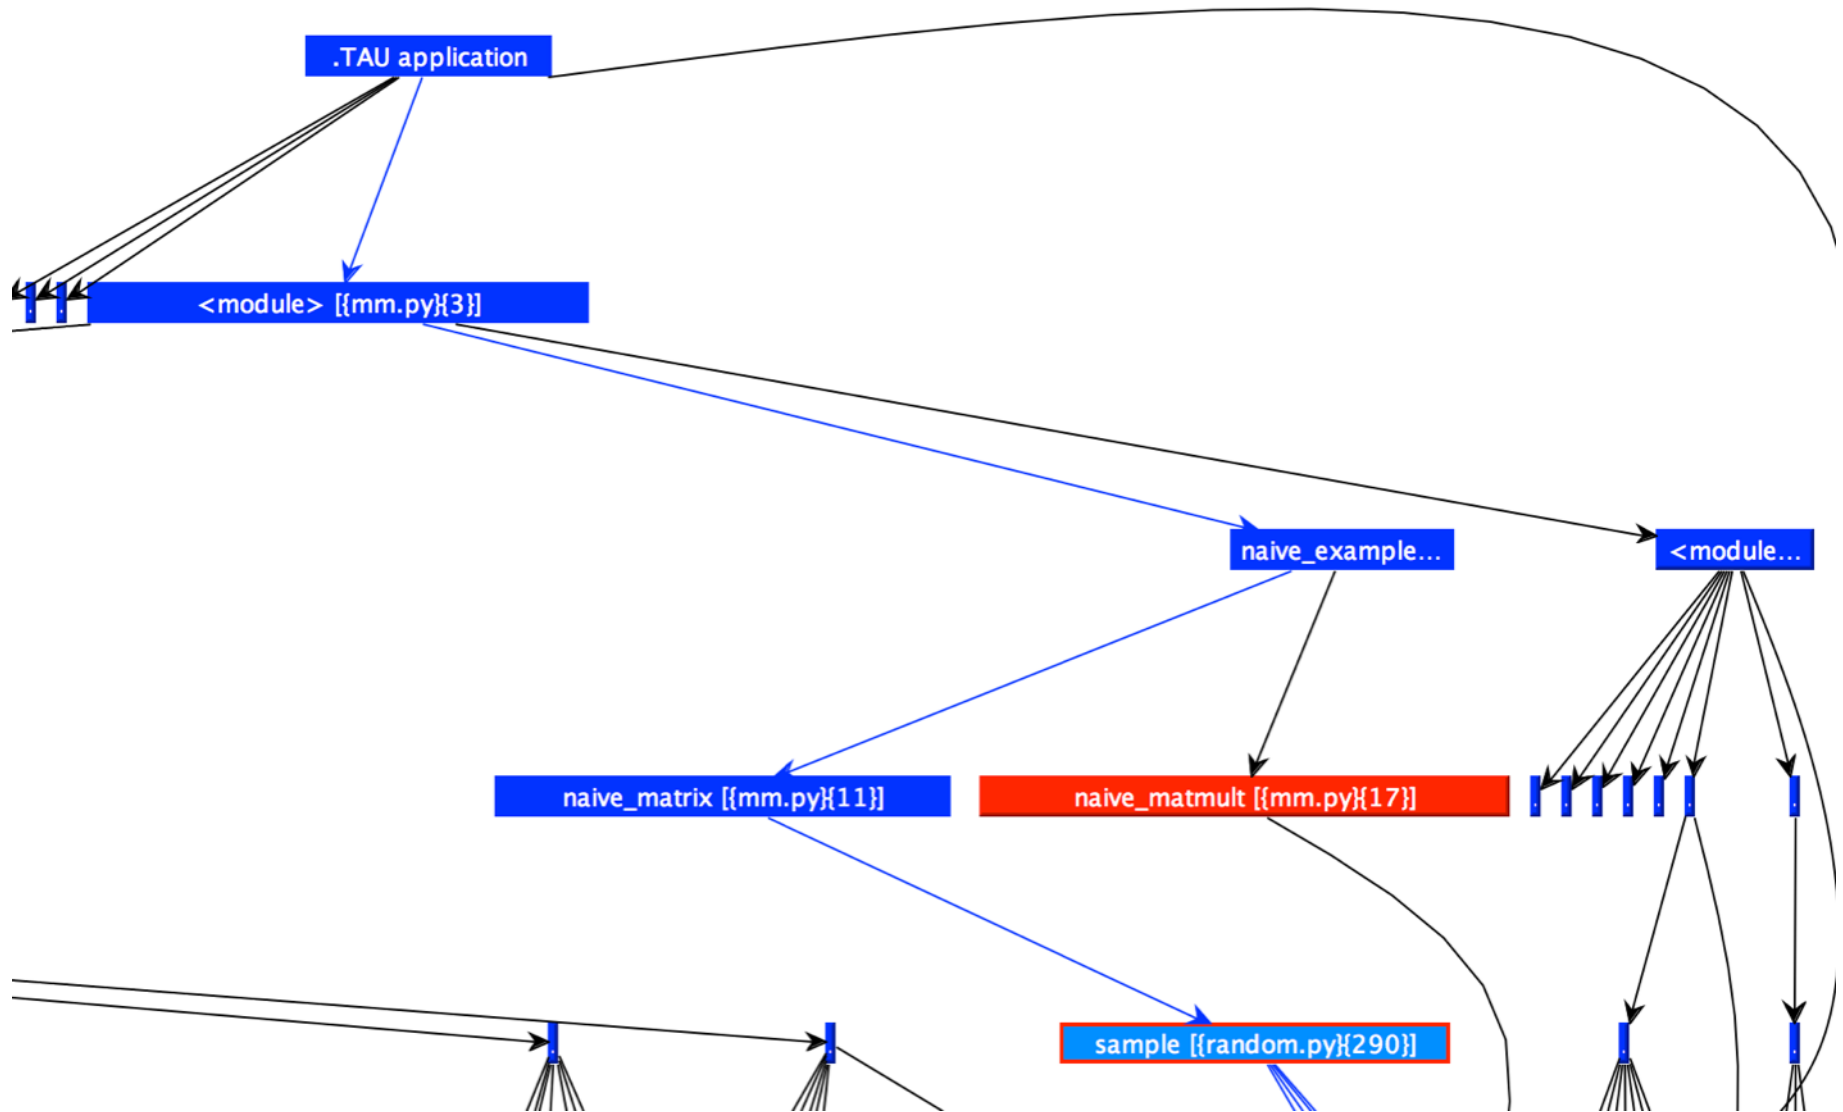 .TAU application
<module> [{mm.py}{3}]
naive_example...
<module...
naive_matrix [{mm.py}{11}]
naive_matmult [{mm.py}{17}]
sample [{random.py}{290}]